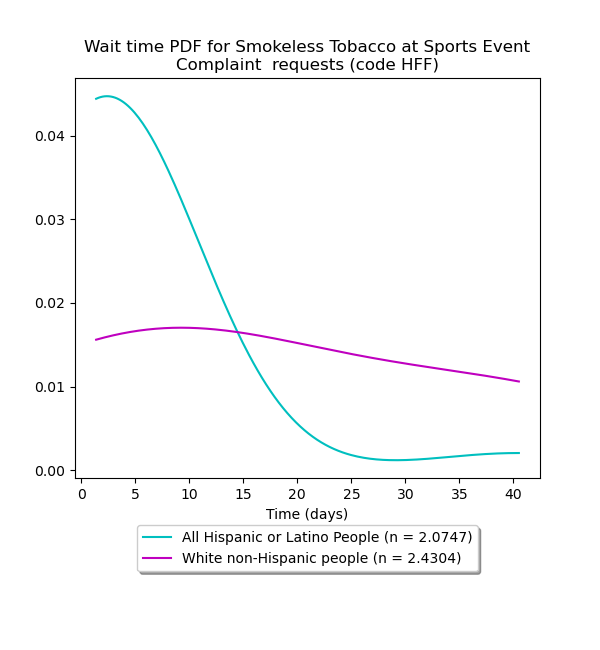 Wait time PDF for Smokeless Tobacco at Sports Event
Complaint  requests (code HFF)
0.04
0.03
0.02
0.01
0.00
0 5 10 15 20 25 30 35 40
Time (days)
All Hispanic or Latino People (n = 2.0747)
White non-Hispanic people (n = 2.4304)